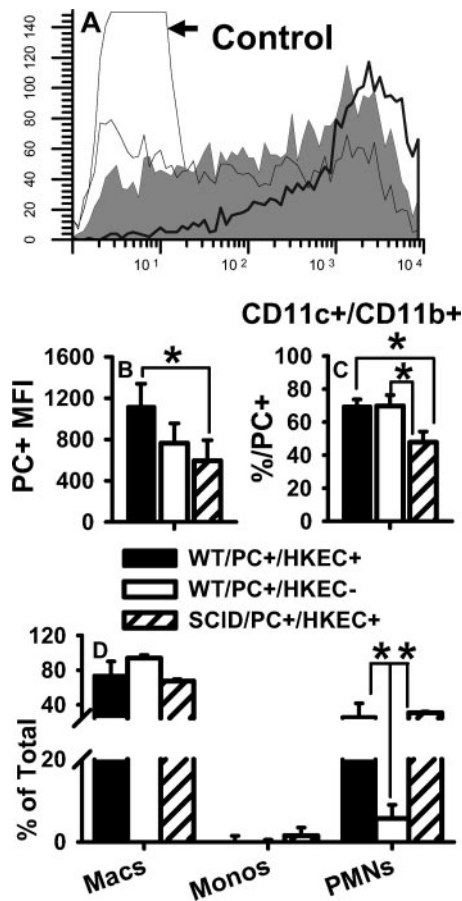 A
Control
140
120
100
80
60
40
20
0
10¹ 10² 10³ 10⁴
CD11c+/CD11b+
B
*
PC+ MFI
1600
1200
800
400
0
C
*
*
%/PC+
100
80
60
40
20
0
WT/PC+/HKEC+
WT/PC+/HKEC-
SCID/PC+/HKEC+
D
**
% of Total
120
80
40
20
0
Macs Monos PMNs